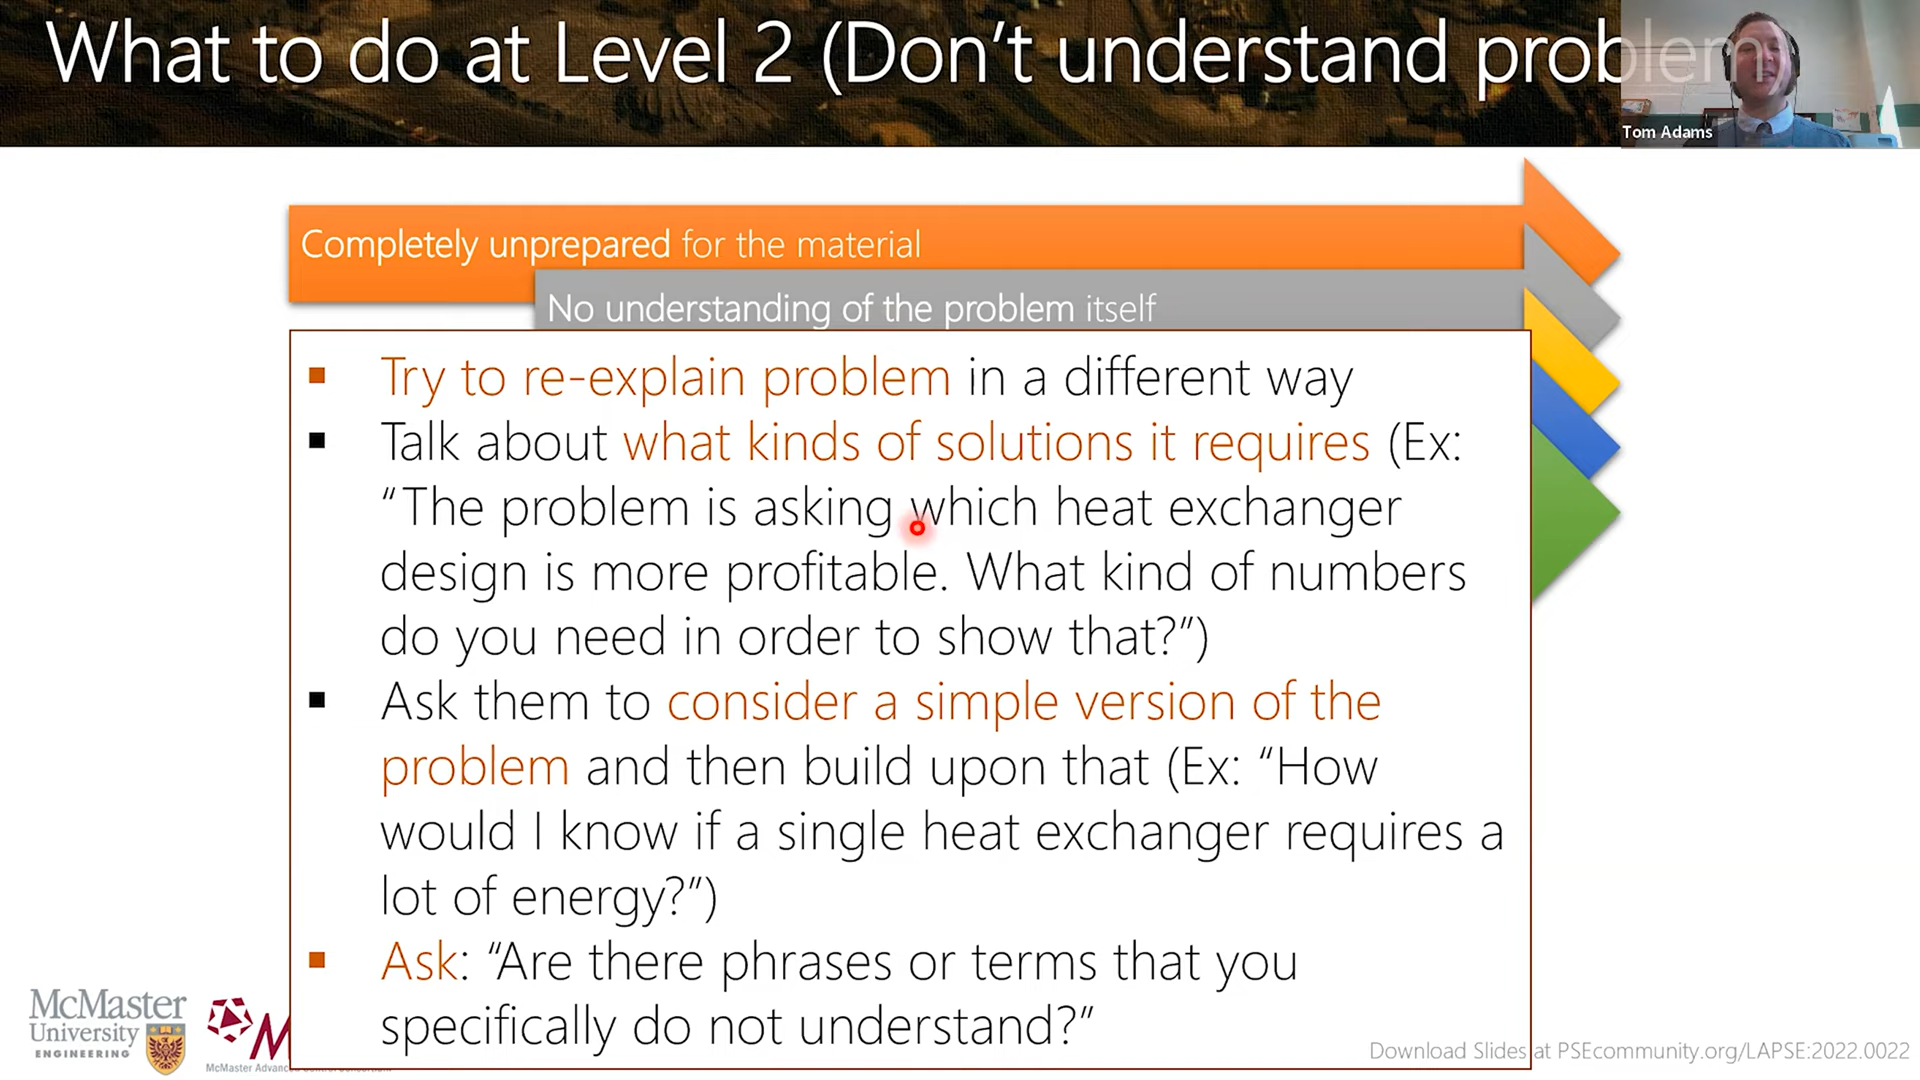 What to do at Level 2 (Don't understand problem)
Tom Adams
Completely unprepared for the material
No understanding of the problem itself
▪ Try to re-explain problem in a different way
▪ Talk about what kinds of solutions it requires (Ex:
“The problem is asking which heat exchanger
design is more profitable. What kind of numbers
do you need in order to show that?”)
▪ Ask them to consider a simple version of the
problem and then build upon that (Ex: “How
would I know if a single heat exchanger requires a
lot of energy?”)
▪ Ask: “Are there phrases or terms that you
specifically do not understand?”
McMaster
University
ENGINEERING
M
McMaster Advanc
Download Slides at PSEcommunity.org/LAPSE:2022.0022